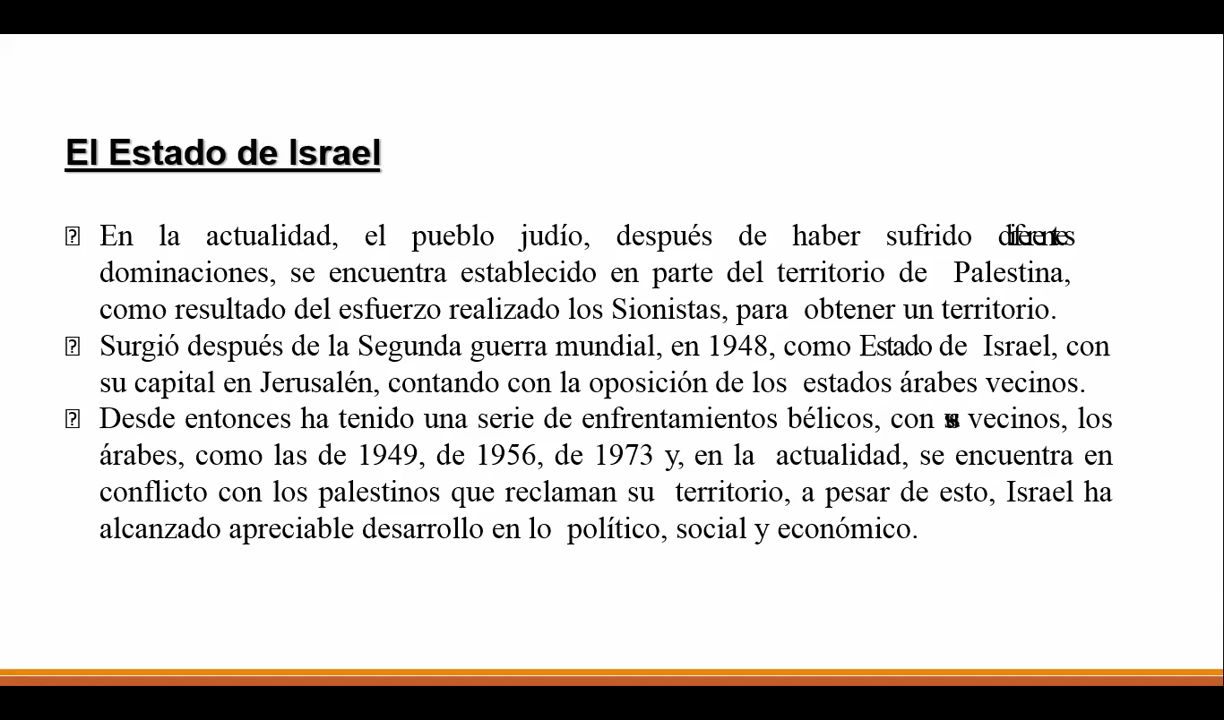 El Estado de Israel
En la actualidad, el pueblo judío, después de haber sufrido diferentes
dominaciones, se encuentra establecido en parte del territorio de Palestina,
como resultado del esfuerzo realizado los Sionistas, para obtener un territorio.
Surgió después de la Segunda guerra mundial, en 1948, como Estado de Israel, con
su capital en Jerusalén, contando con la oposición de los estados árabes vecinos.
Desde entonces ha tenido una serie de enfrentamientos bélicos, con sus vecinos, los
árabes, como las de 1949, de 1956, de 1973 y, en la actualidad, se encuentra en
conflicto con los palestinos que reclaman su territorio, a pesar de esto, Israel ha
alcanzado apreciable desarrollo en lo político, social y económico.